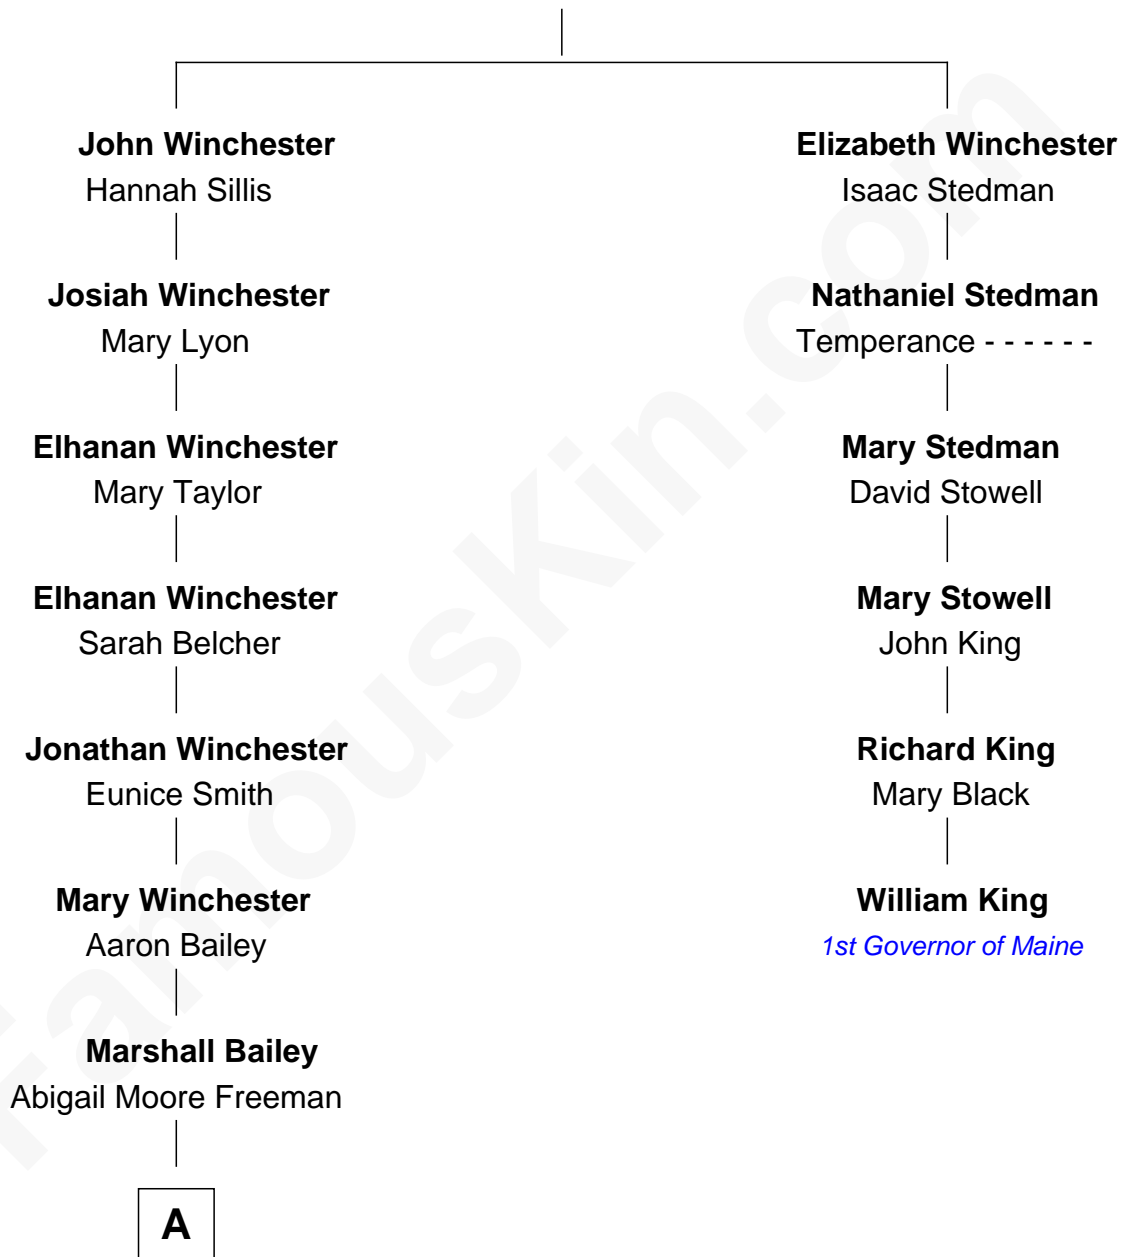 John Winchester
Hannah Sillis
Josiah Winchester
Mary Lyon
Elhanan Winchester
Mary Taylor
Elhanan Winchester
Sarah Belcher
Jonathan Winchester
Eunice Smith
Mary Winchester
Aaron Bailey
Marshall Bailey
Abigail Moore Freeman
A
Elizabeth Winchester
Isaac Stedman
Nathaniel Stedman
Temperance - - - - - -
Mary Stedman
David Stowell
Mary Stowell
John King
Richard King
Mary Black
William King
1st Governor of Maine
FamousKin.com